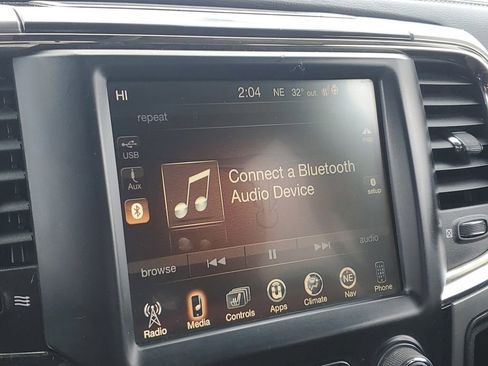 HI 2:04 NE 32° out
repeat
USB
Aux
Connect a Bluetooth
Audio Device
setup
browse audio
Radio Media Controls Apps Climate NE Nav Phone